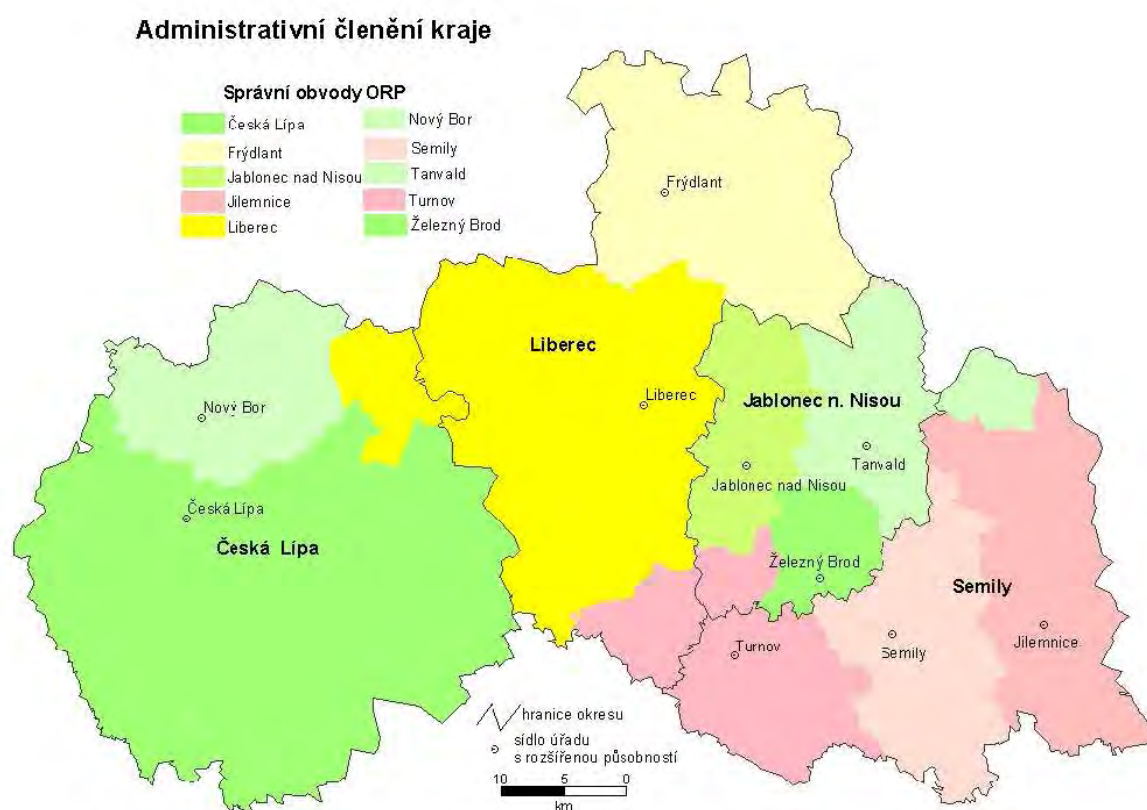 Administrativní členění kraje
Správní obvody ORP
Česká Lípa
Frýdlant
Jablonec nad Nisou
Jilemnice
Liberec
Nový Bor
Semily
Tanvald
Turnov
Železný Brod
Frýdlant
Liberec
Liberec
Nový Bor
Jablonec n. Nisou
Tanvald
Jablonec nad Nisou
Česká Lípa
Česká Lípa
Železný Brod
Semily
Turnov
Semily
Jilemnice
hranice okresu
sídlo úřadu
s rozšířenou působností
10 5 0
km